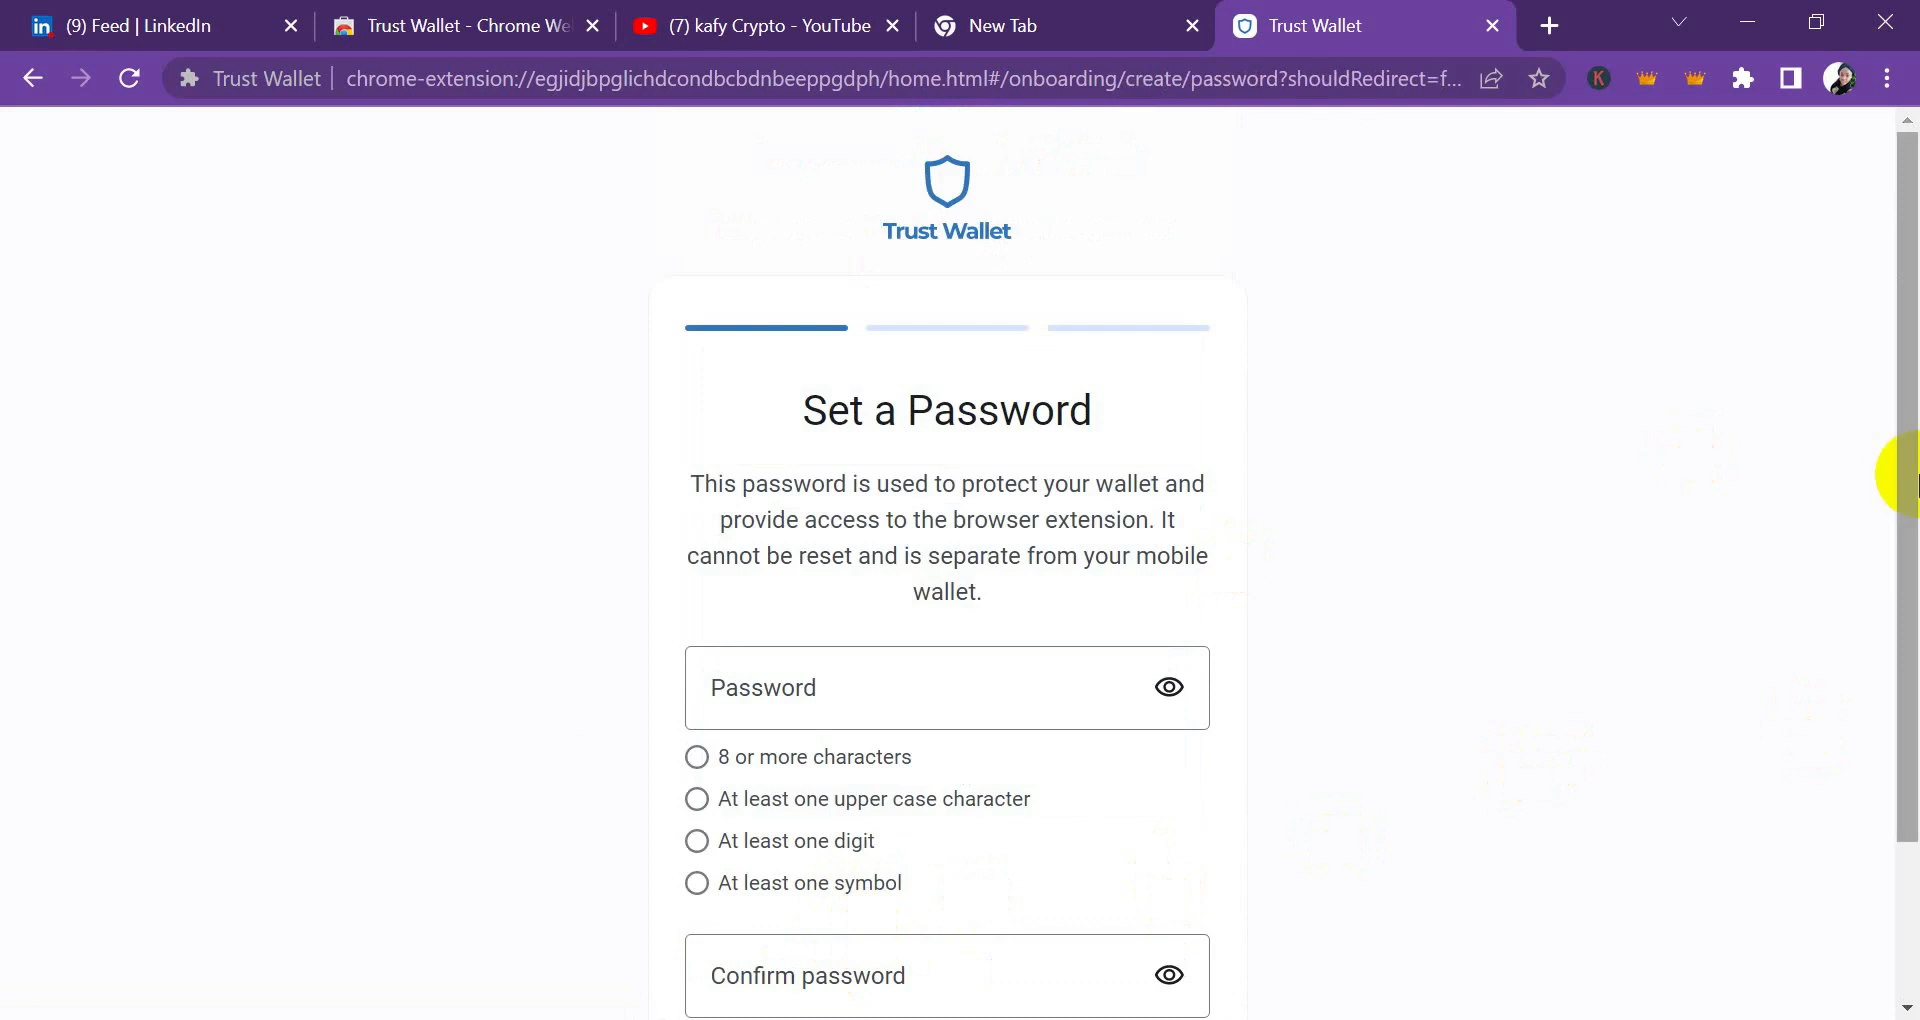 (9) Feed | LinkedIn
Trust Wallet - Chrome We
(7) kafy Crypto - YouTube
New Tab
Trust Wallet
Trust Wallet | chrome-extension://egjidjbpglichdcondbcbdnbeeppgdph/home.html#/onboarding/create/password?shouldRedirect=f...
K
Trust Wallet
Set a Password
This password is used to protect your wallet and
provide access to the browser extension. It
cannot be reset and is separate from your mobile
wallet.
Password
8 or more characters
At least one upper case character
At least one digit
At least one symbol
Confirm password